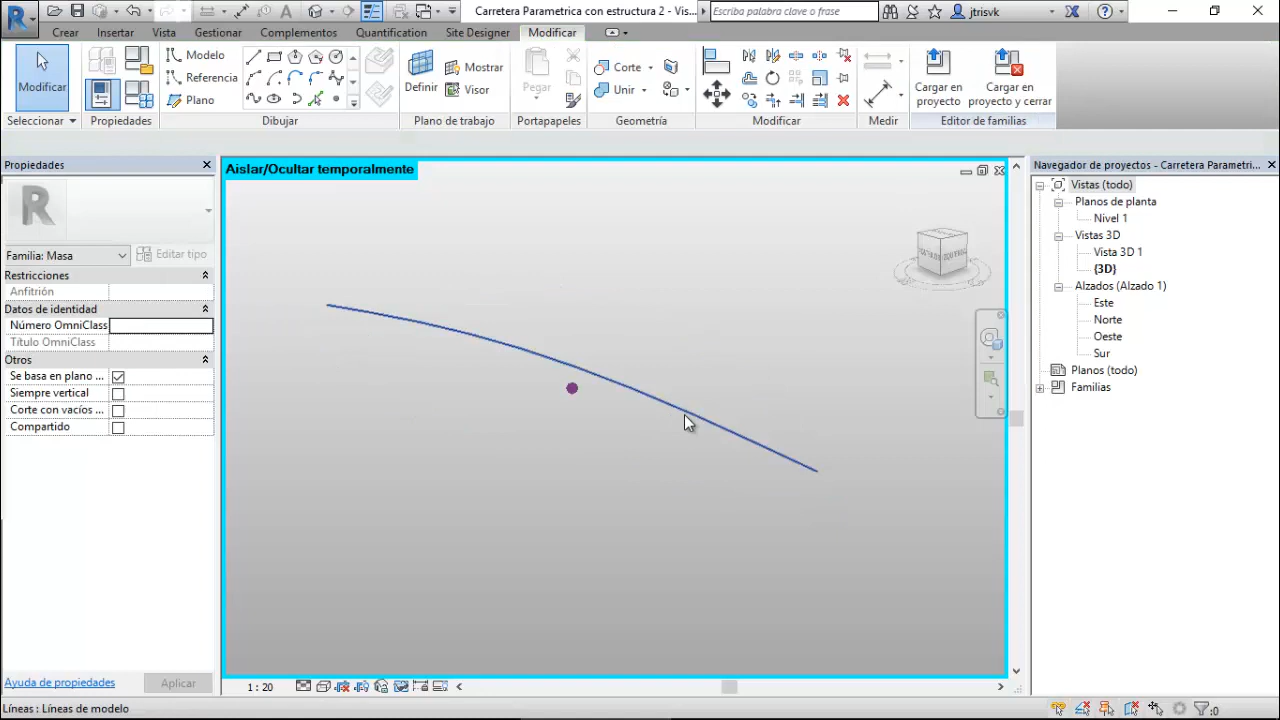 Carretera Parametrica con estructura 2 - Vis...
Escriba palabra clave o frase
jtrisvk
Crear
Insertar
Vista
Gestionar
Complementos
Quantification
Site Designer
Modificar
Modificar
Modelo
Referencia
Plano
Definir
Mostrar
Visor
Pegar
Corte
Unir
Cargar en
proyecto
Cargar en
proyecto y cerrar
Seleccionar
Propiedades
Dibujar
Plano de trabajo
Portapapeles
Geometría
Modificar
Medir
Editor de familias
Propiedades
Familia: Masa
Editar tipo
Restricciones
Anfitrión
Datos de identidad
Número OmniClass
Título OmniClass
Otros
Se basa en plano ...
Siempre vertical
Corte con vacíos ...
Compartido
Ayuda de propiedades
Aplicar
Aislar/Ocultar temporalmente
1 : 20
Navegador de proyectos - Carretera Parametri...
Vistas (todo)
Planos de planta
Nivel 1
Vistas 3D
Vista 3D 1
{3D}
Alzados (Alzado 1)
Este
Norte
Oeste
Sur
Planos (todo)
Familias
Líneas : Líneas de modelo
:0